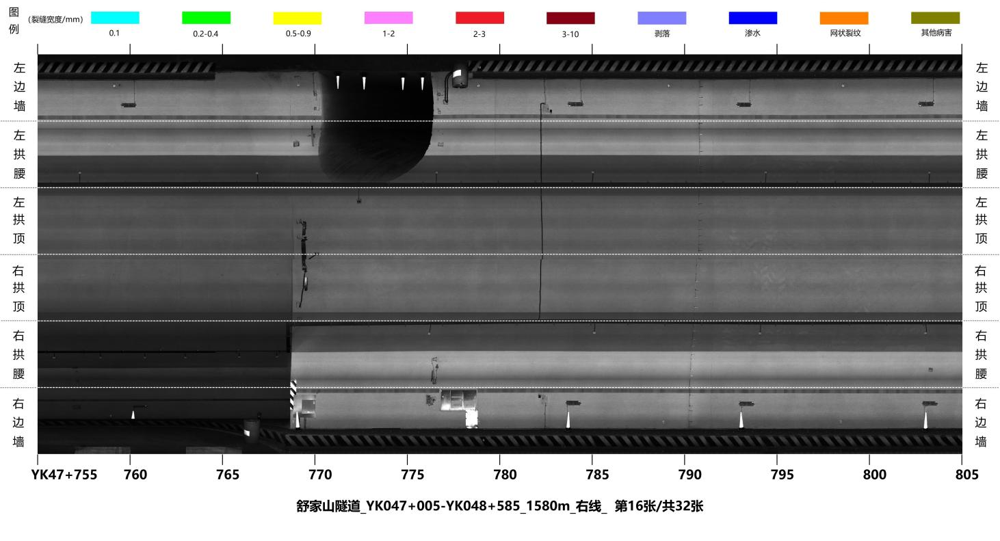 图例
(裂缝宽度/mm)
0.1
0.2-0.4
0.5-0.9
1-2
2-3
3-10
剥落
渗水
网状裂纹
其他病害
左边墙
左边墙
左拱腰
左拱腰
左拱顶
左拱顶
右拱顶
右拱顶
右拱腰
右拱腰
右边墙
右边墙
YK47+755 760 765 770 775 780 785 790 795 800 805
舒家山隧道_YK047+005-YK048+585_1580m_右线_ 第16张/共32张